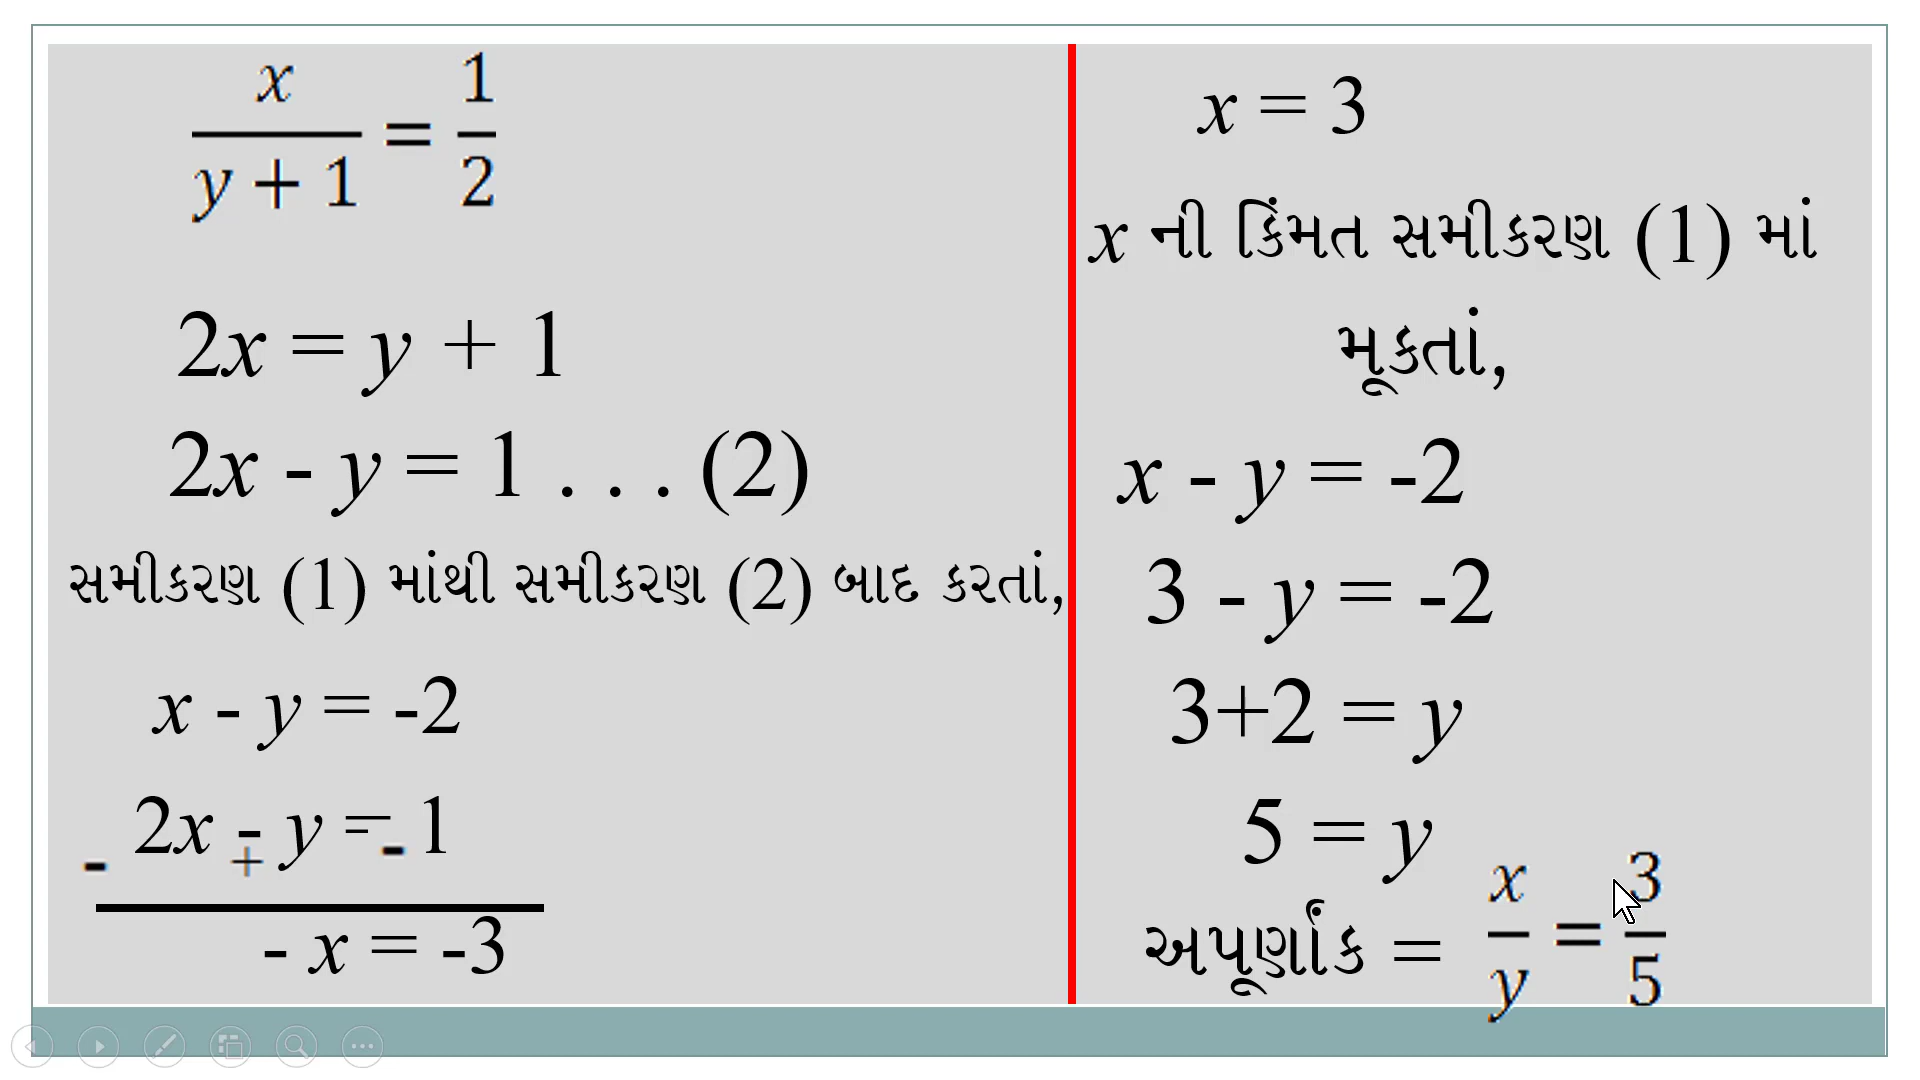 x/(y + 1) = 1/2
2x = y + 1
2x - y = 1 . . . (2)
સમીકરણ (1) માંથી સમીકરણ (2) બાદ કરતાં,
x - y = -2
2x - y = 1
- + -
- x = -3
x = 3
x ની કિંમત સમીકરણ (1) માં
મૂકતાં,
x - y = -2
3 - y = -2
3+2 = y
5 = y
અપૂર્ણાંક = x/y = 3/5